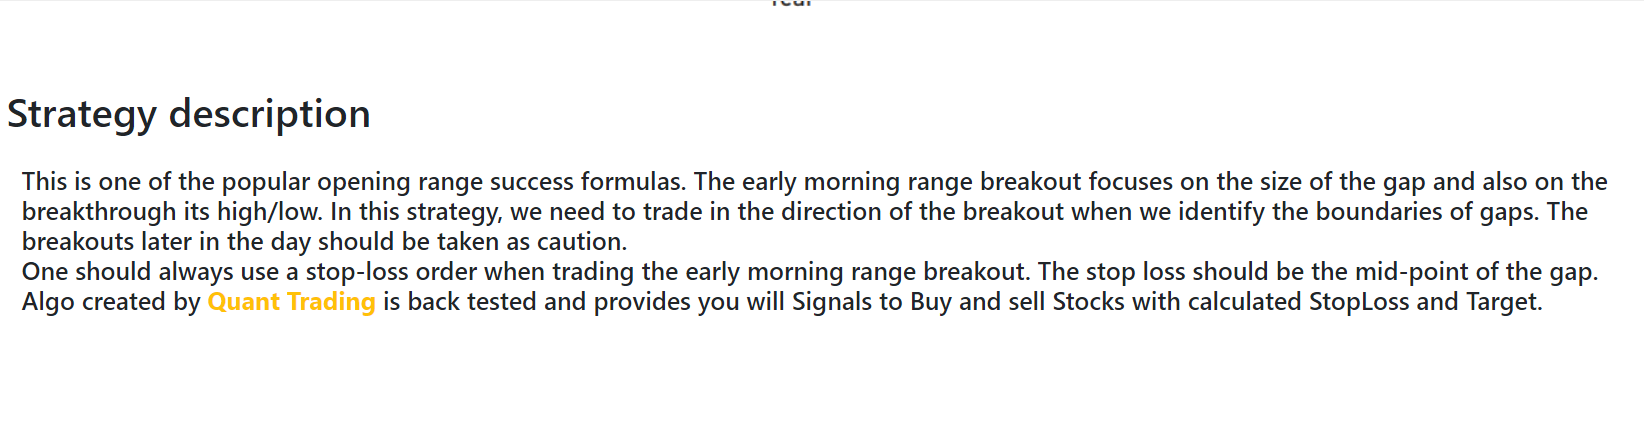 Strategy description
This is one of the popular opening range success formulas. The early morning range breakout focuses on the size of the gap and also on the
breakthrough its high/low. In this strategy, we need to trade in the direction of the breakout when we identify the boundaries of gaps. The
breakouts later in the day should be taken as caution.
One should always use a stop-loss order when trading the early morning range breakout. The stop loss should be the mid-point of the gap.
Algo created by Quant Trading is back tested and provides you will Signals to Buy and sell Stocks with calculated StopLoss and Target.